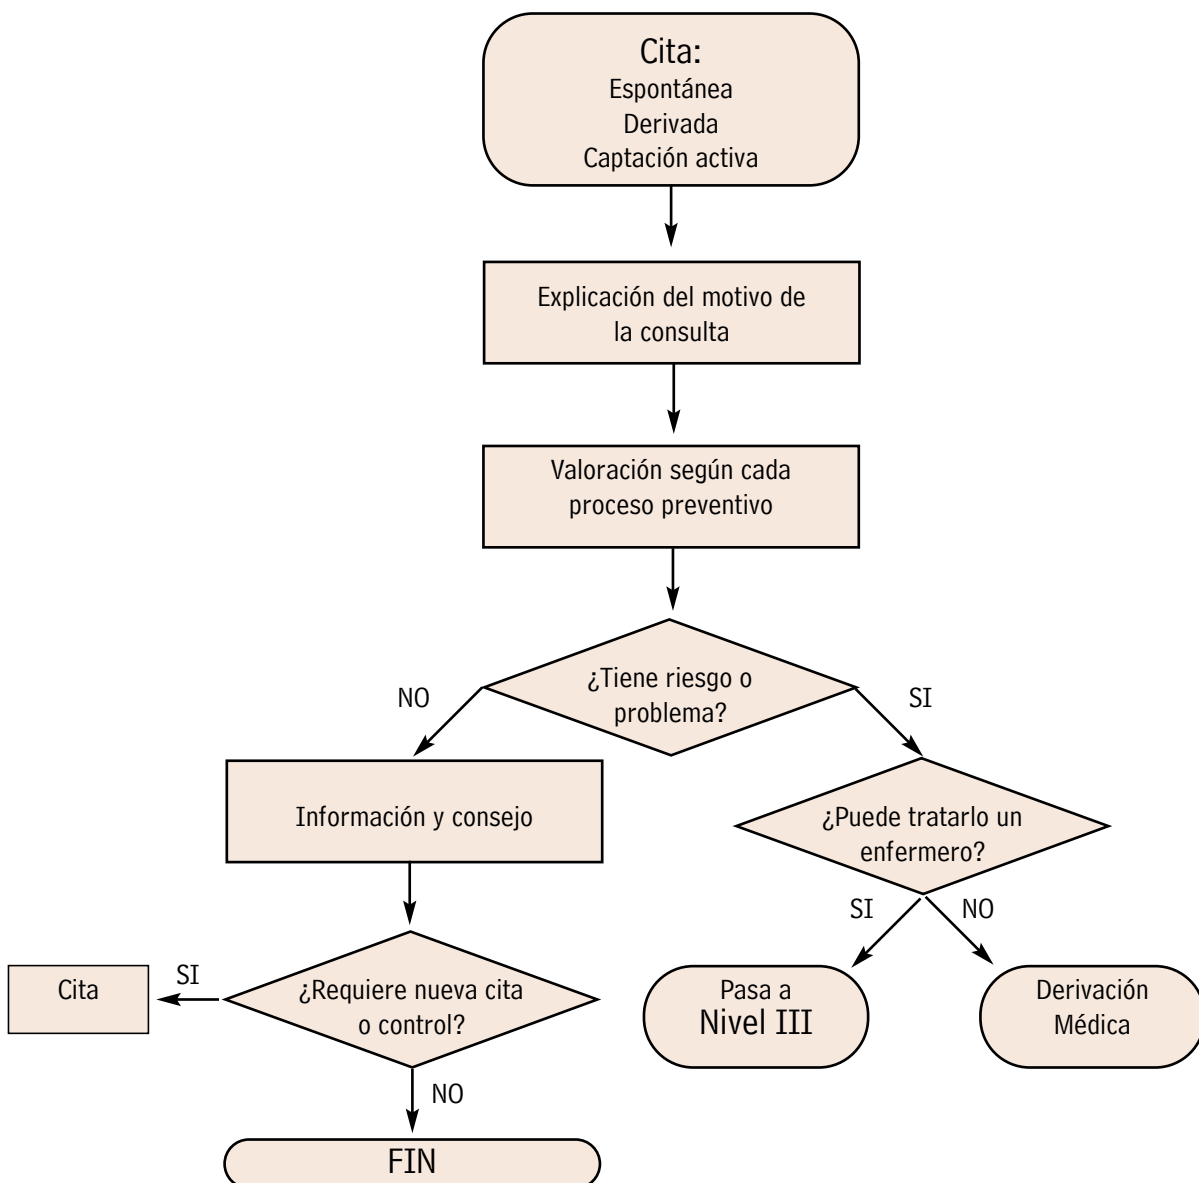 Cita:
Espontánea
Derivada
Captación activa
Explicación del motivo de
la consulta
Valoración según cada
proceso preventivo
¿Tiene riesgo o
problema?
NO
SI
Información y consejo
¿Puede tratarlo un
enfermero?
SI
NO
Cita
SI
¿Requiere nueva cita
o control?
Pasa a
Nivel III
Derivación
Médica
NO
FIN